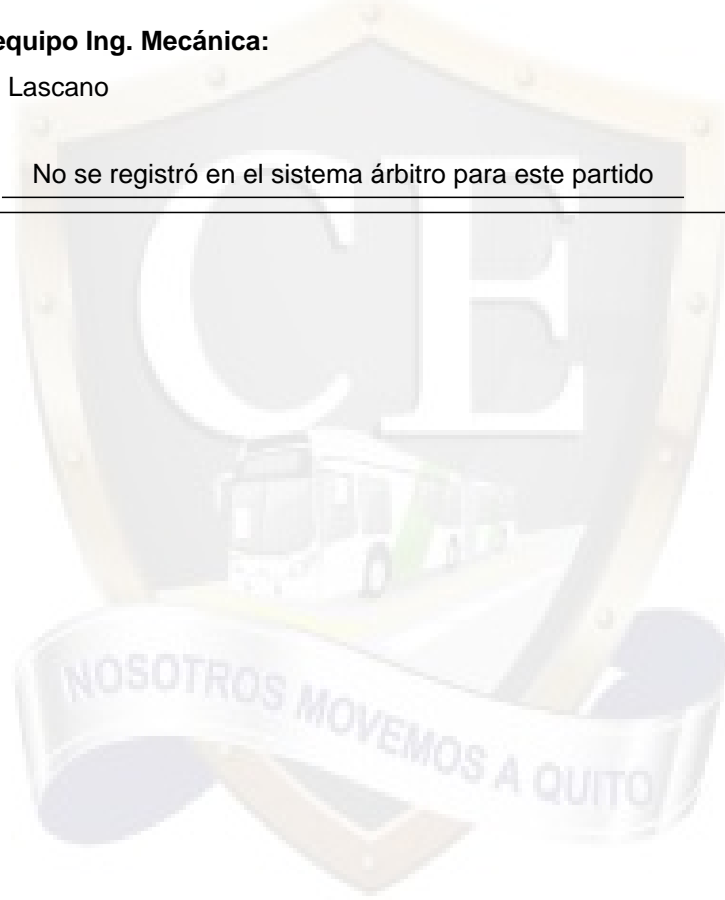 equipo Ing. Mecánica:
Lascano
No se registró en el sistema árbitro para este partido
CE
NOSOTROS MOVEMOS A QUITO